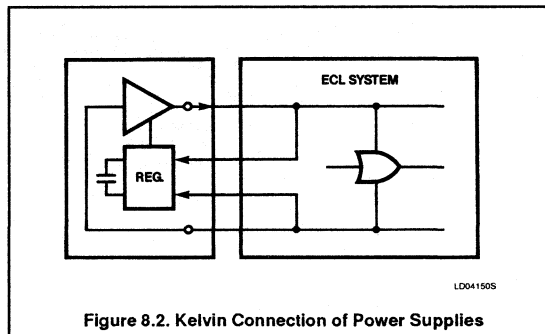 ECL SYSTEM
REG.
LD04150S
Figure 8.2. Kelvin Connection of Power Supplies